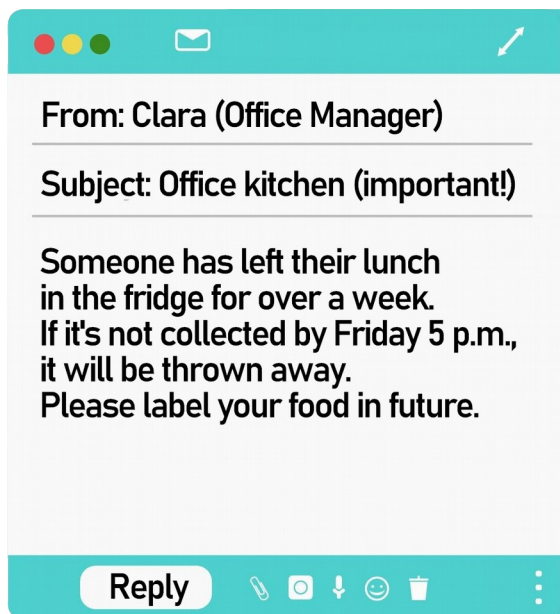 From: Clara (Office Manager)
Subject: Office kitchen (important!)
Someone has left their lunch
in the fridge for over a week.
If it's not collected by Friday 5 p.m.,
it will be thrown away.
Please label your food in future.
Reply